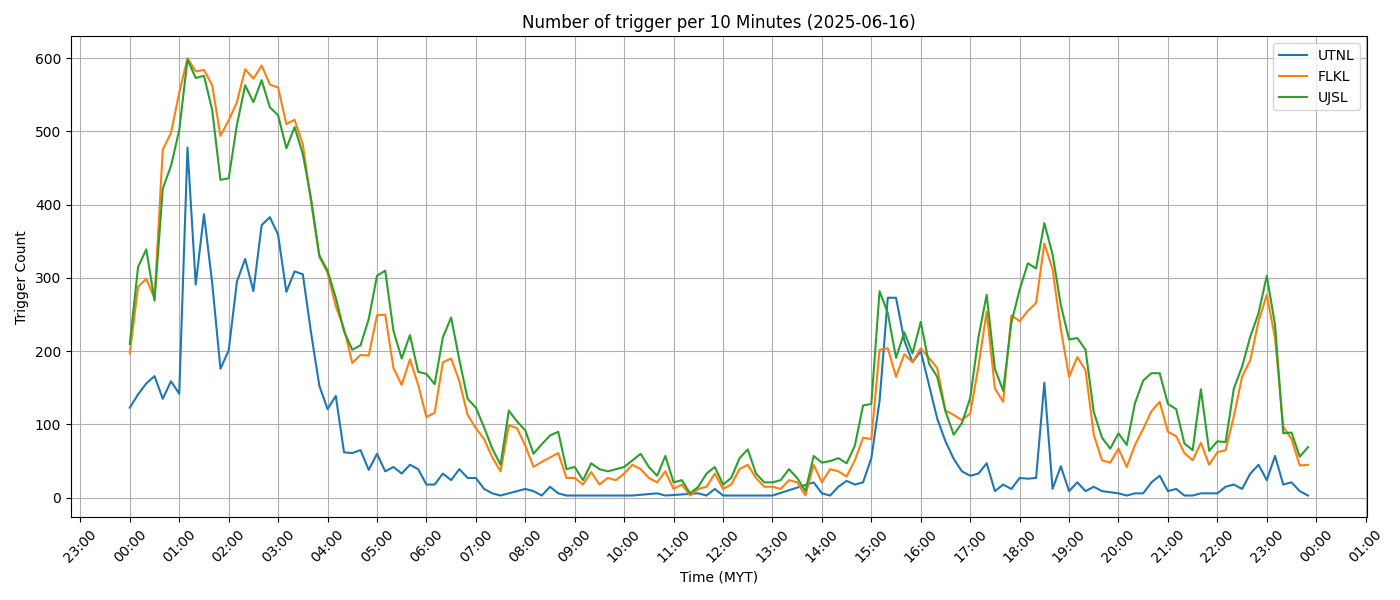 Number of trigger per 10 Minutes (2025-06-16)
UTNL
FLKL
UJSL
Trigger Count
600
500
400
300
200
100
0
23:00 00:00 01:00 02:00 03:00 04:00 05:00 06:00 07:00 08:00 09:00 10:00 11:00 12:00 13:00 14:00 15:00 16:00 17:00 18:00 19:00 20:00 21:00 22:00 23:00 00:00 01:00
Time (MYT)